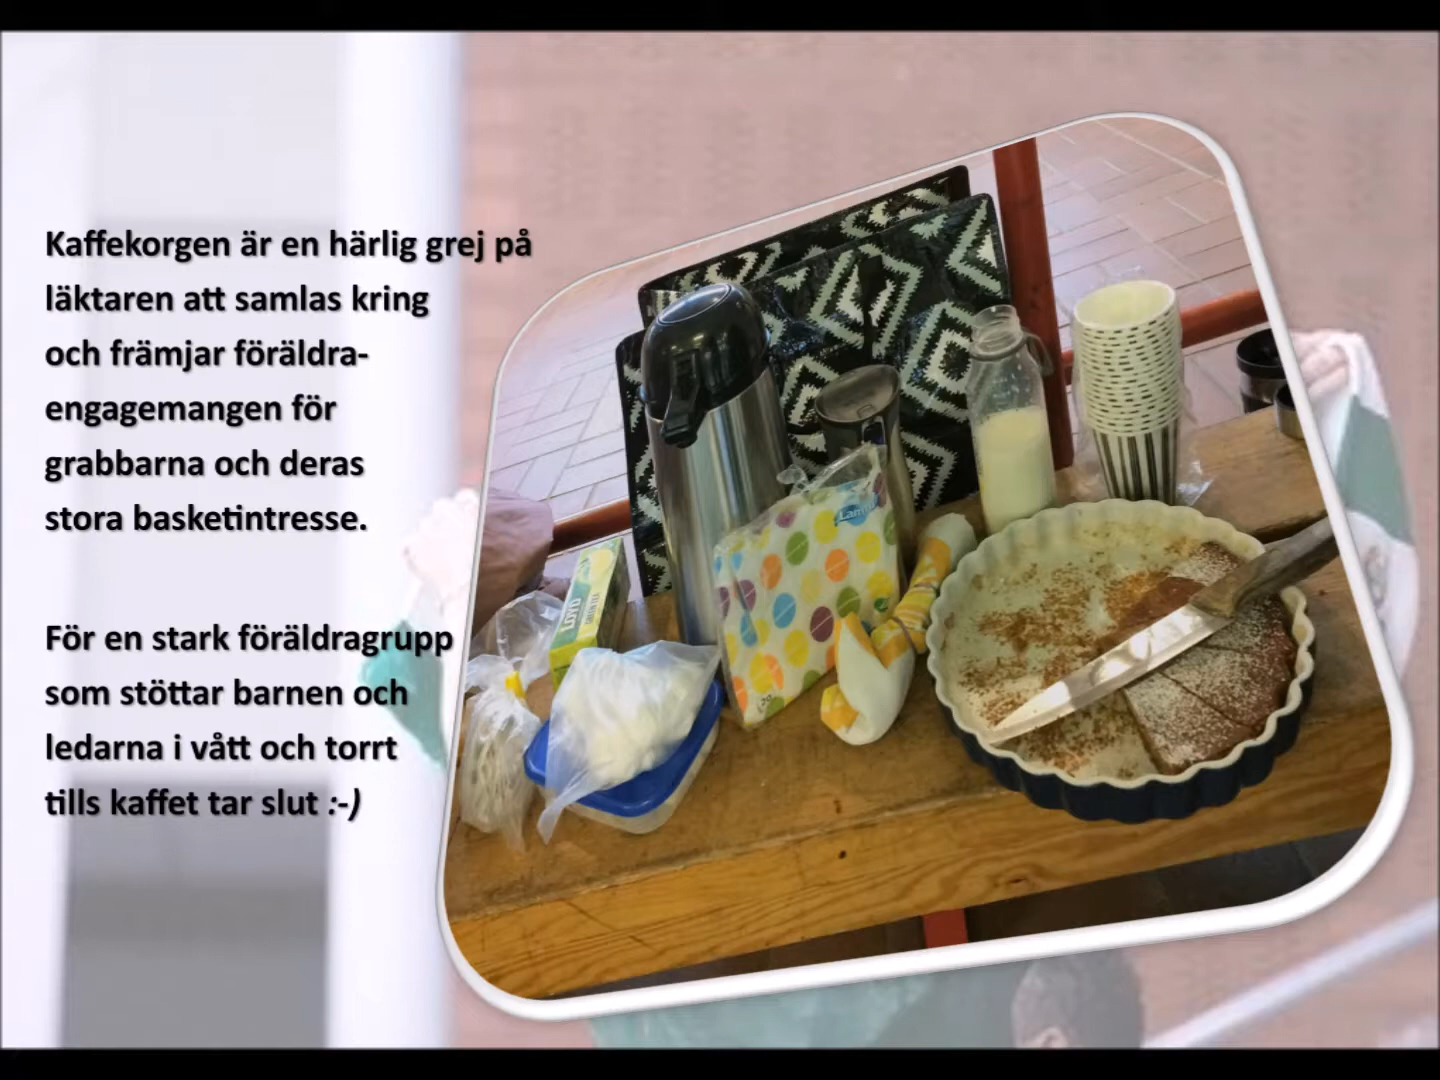 Kaffekorgen är en härlig grej på
läktaren att samlas kring
och främjar föräldra-
engagemangen för
grabbarna och deras
stora basketintresse.
För en stark föräldragrupp
som stöttar barnen och
ledarna i vått och torrt
tills kaffet tar slut :-)
LOYD